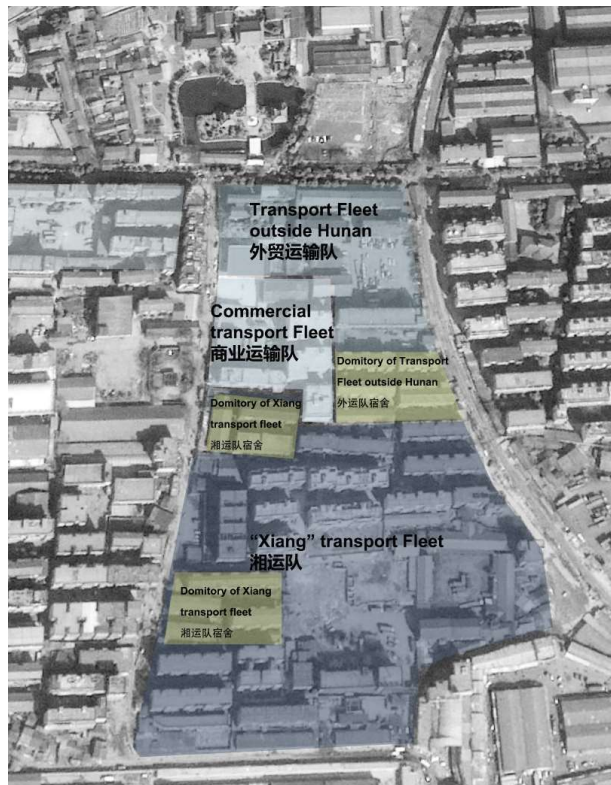 Transport Fleet
outside Hunan
外贸运输队
Commercial
transport Fleet
商业运输队
Domitory of Transport
Fleet outside Hunan
外运队宿舍
Domitory of Xiang
transport fleet
湘运队宿舍
“Xiang” transport Fleet
湘运队
Domitory of Xiang
transport fleet
湘运队宿舍